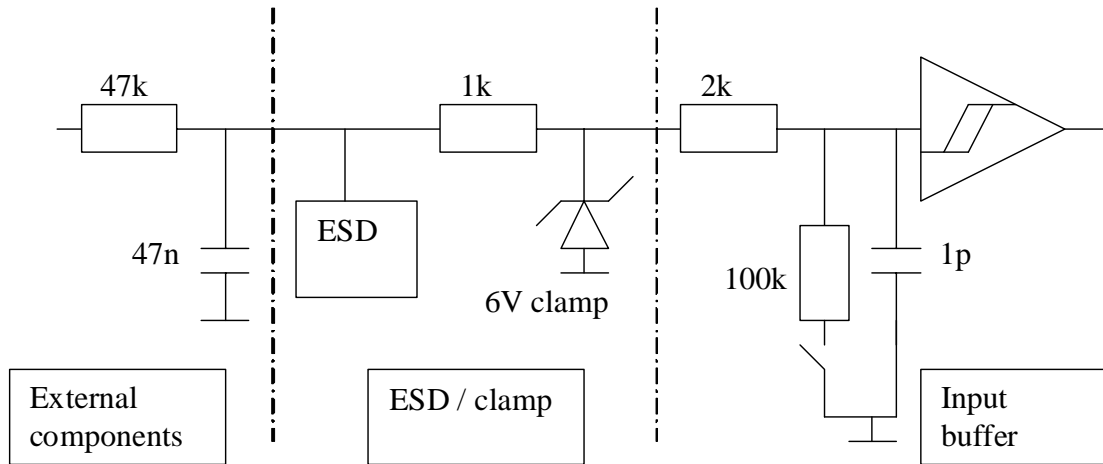 47k
1k
2k
ESD
47n
6V clamp
100k
1p
External
components
ESD / clamp
Input
buffer